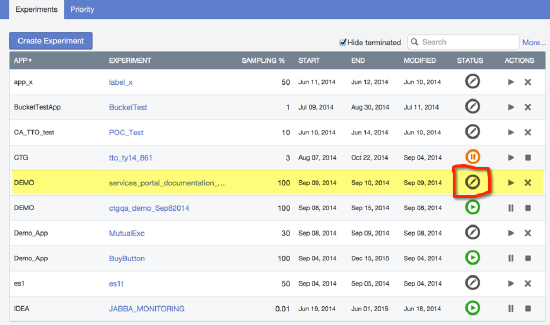 Experiments Priority
Create Experiment Hide terminated Search More...
APP EXPERIMENT SAMPLING % START END MODIFIED STATUS ACTIONS
app_x label_x 50 Jun 11, 2014 Jun 12, 2014 Jun 10, 2014
BucketTestApp BucketTest 1 Jul 09, 2014 Aug 30, 2014 Jul 11, 2014
CA_TTO_test POC_Test 10 Jun 10, 2014 Jun 14, 2014 Jun 10, 2014
CTG tto_ty14_861 3 Aug 07, 2014 Oct 22, 2014 Sep 04, 2014
DEMO services_portal_documentation_... 100 Sep 09, 2014 Sep 10, 2014 Sep 09, 2014
DEMO ctgqa_demo_Sep82014 100 Sep 08, 2014 Sep 15, 2014 Sep 08, 2014
Demo_App MutualExc 30 Sep 08, 2014 Sep 09, 2014 Sep 08, 2014
Demo_App BuyButton 100 Sep 04, 2014 Dec 15, 2015 Sep 04, 2014
es1 es1t 50 Sep 04, 2014 Sep 05, 2014 Sep 04, 2014
IDEA JABBA_MONITORING 0.01 Jun 19, 2014 Jun 01, 2015 Jun 18, 2014